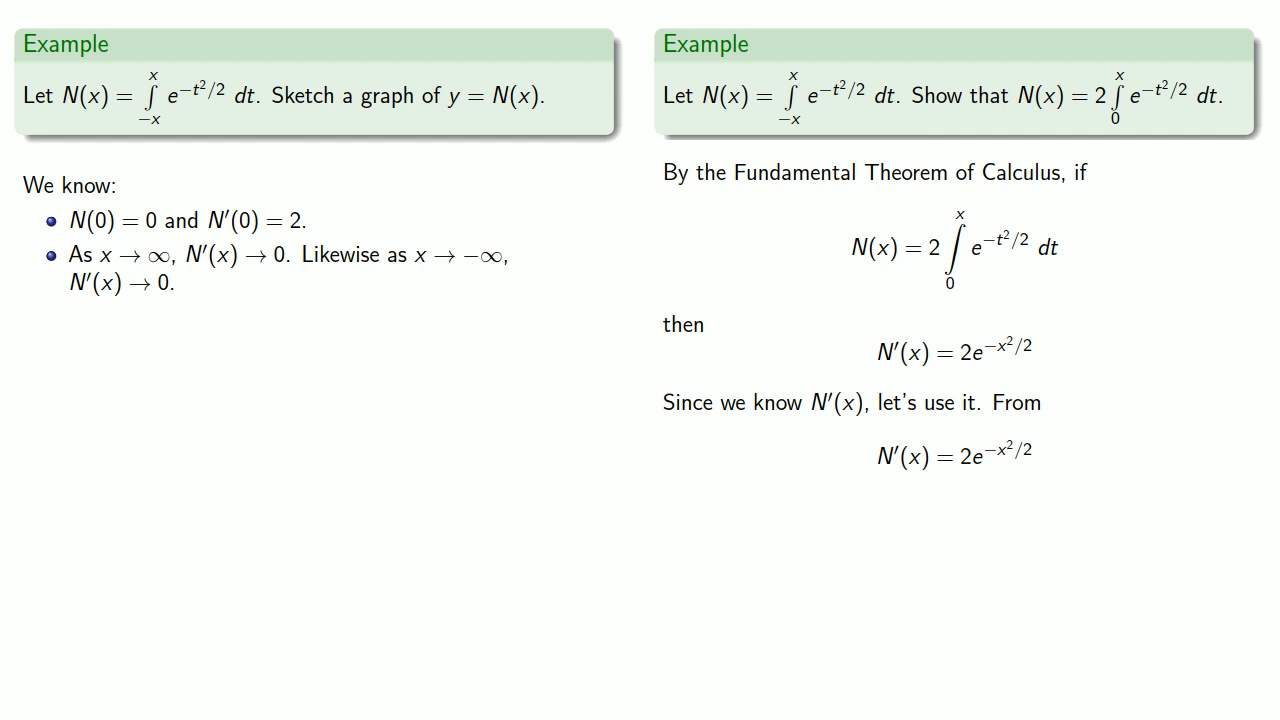 Example
Let N(x) = ∫_{−x}^{x} e^{−t²/2} dt. Sketch a graph of y = N(x).
We know:
N(0) = 0 and N′(0) = 2.
As x → ∞, N′(x) → 0. Likewise as x → −∞,
N′(x) → 0.
Example
Let N(x) = ∫_{−x}^{x} e^{−t²/2} dt. Show that N(x) = 2∫_{0}^{x} e^{−t²/2} dt.
By the Fundamental Theorem of Calculus, if
N(x) = 2 ∫_{0}^{x} e^{−t²/2} dt
then
N′(x) = 2e^{−x²/2}
Since we know N′(x), let's use it. From
N′(x) = 2e^{−x²/2}